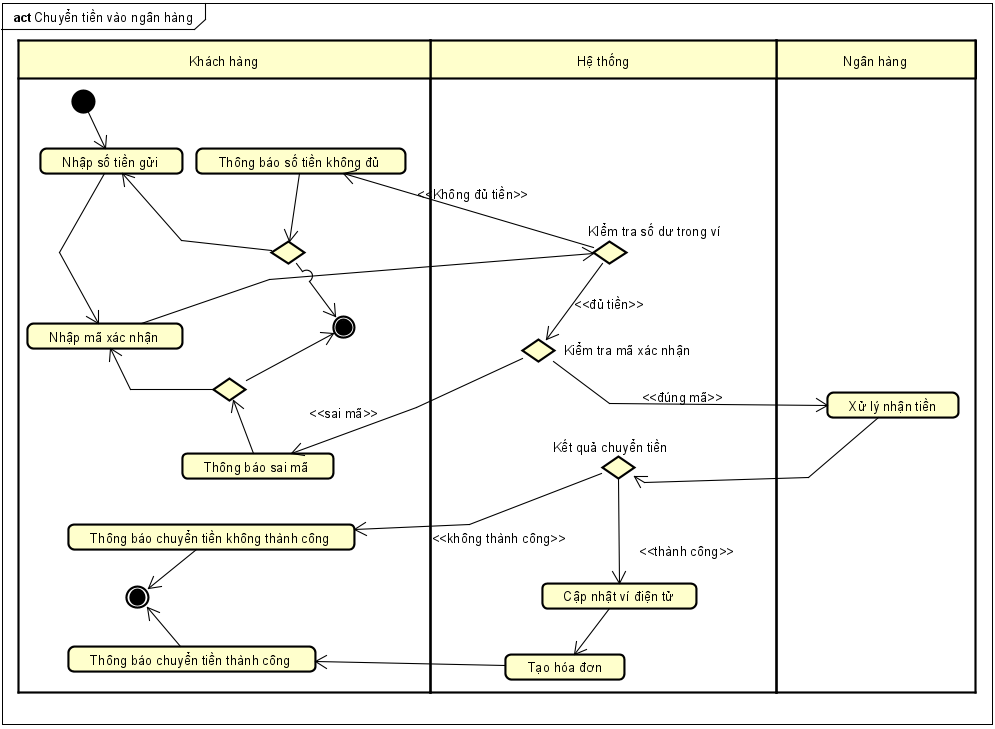 act Chuyển tiền vào ngân hàng
Khách hàng
Hệ thống
Ngân hàng
Nhập số tiền gửi
Thông báo số tiền không đủ
<<Không đủ tiền>>
KIểm tra số dư trong ví
<<đủ tiền>>
Nhập mã xác nhận
Kiểm tra mã xác nhận
<<đúng mã>>
Xử lý nhận tiền
<<sai mã>>
Thông báo sai mã
Kết quả chuyển tiền
Thông báo chuyển tiền không thành công
<<không thành công>>
<<thành công>>
Cập nhật ví điện tử
Thông báo chuyển tiền thành công
Tạo hóa đơn